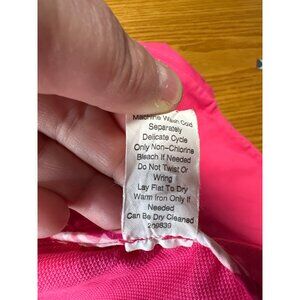 Machine Wash Cold
Separately
Delicate Cycle
Only Non-Chlorine
Bleach If Needed
Do Not Twist Or
Wring
Lay Flat To Dry
Warm Iron Only If
Needed
Can Be Dry Cleaned
209839